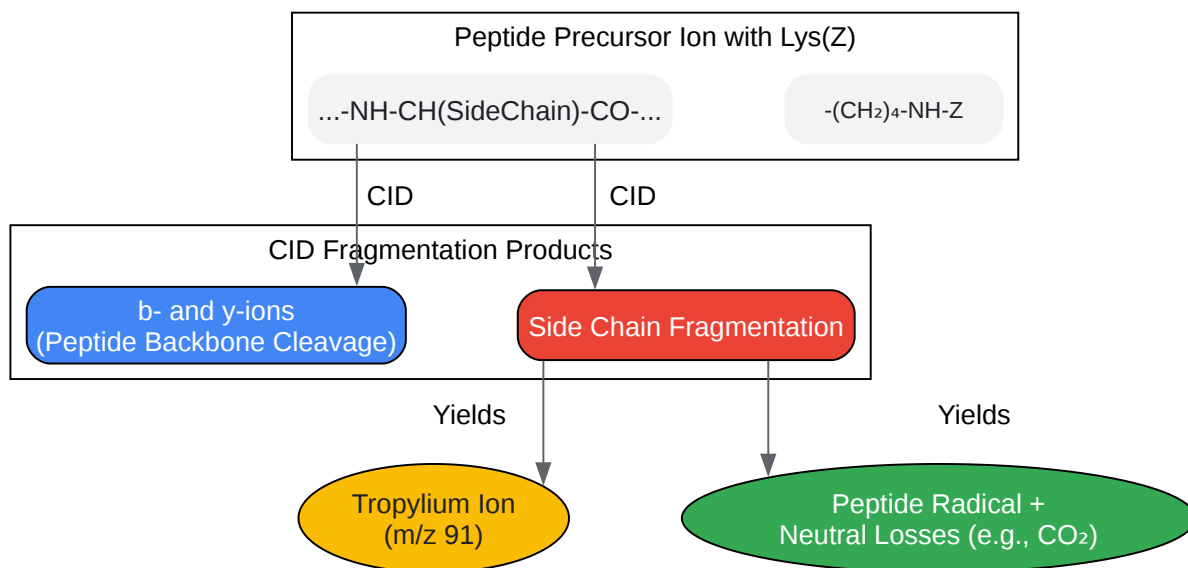 Peptide Precursor Ion with Lys(Z)
...-NH-CH(SideChain)-CO-...
-(CH₂)₄-NH-Z
CID
CID
CID Fragmentation Products
b- and y-ions
(Peptide Backbone Cleavage)
Side Chain Fragmentation
Yields
Yields
Tropylium Ion
(m/z 91)
Peptide Radical +
Neutral Losses (e.g., CO₂)